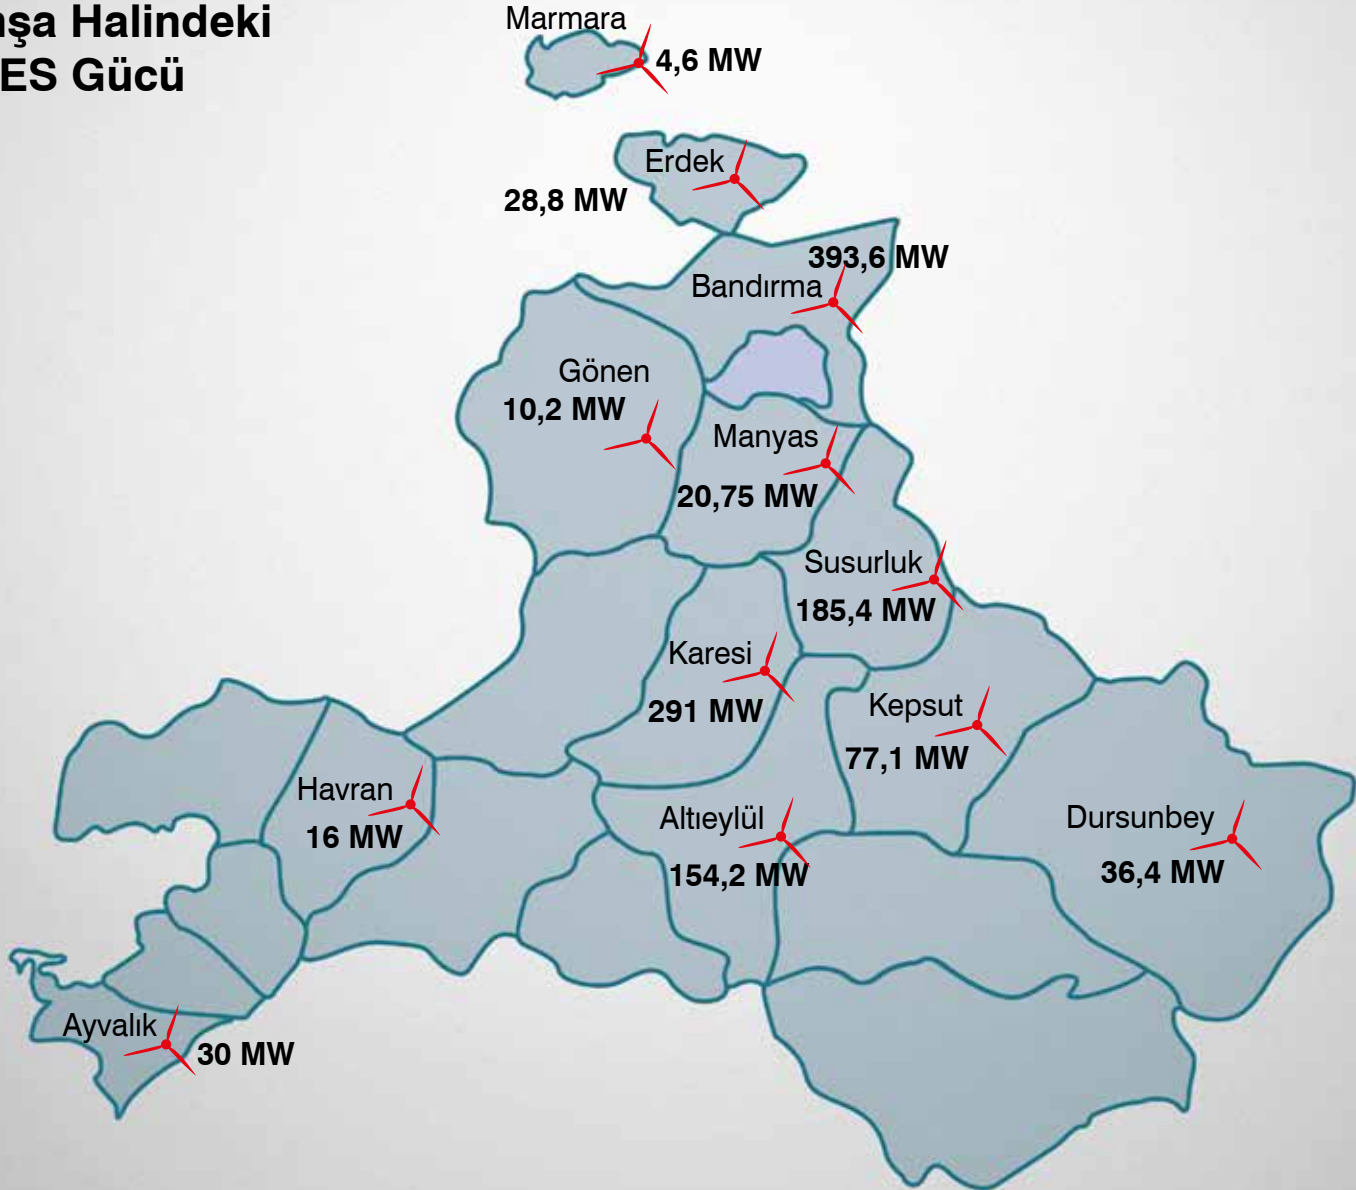 nşa Halindeki
ES Gücü
Marmara
4,6 MW
Erdek
28,8 MW
393,6 MW
Bandırma
Gönen
10,2 MW
Manyas
20,75 MW
Susurluk
185,4 MW
Karesi
291 MW
Kepsut
77,1 MW
Havran
16 MW
Altıeylül
154,2 MW
Dursunbey
36,4 MW
Ayvalık
30 MW